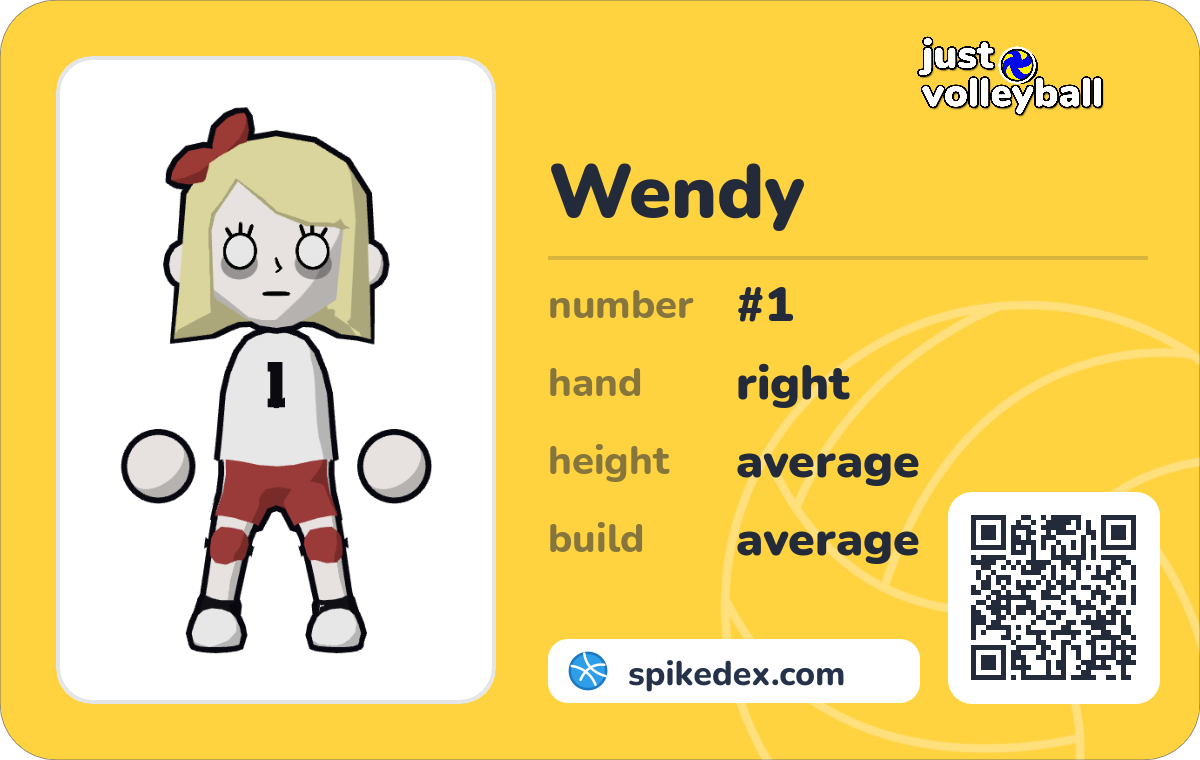 just
volleyball
Wendy
number #1
hand right
height average
build average
1
spikedex.com